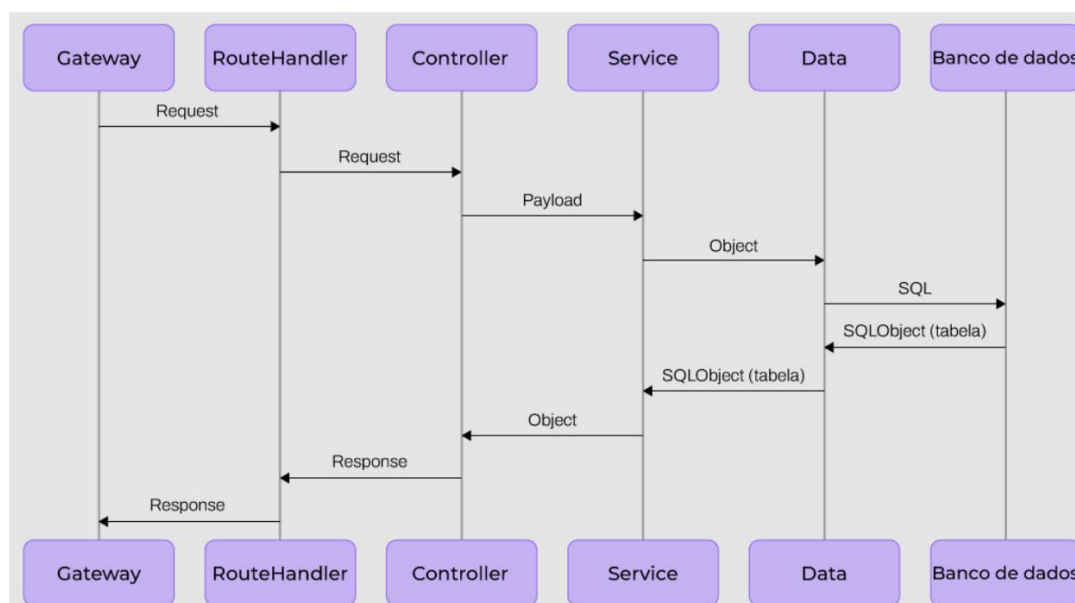 Gateway
RouteHandler
Controller
Service
Data
Banco de dados
Request
Request
Payload
Object
SQL
SQLObject (tabela)
SQLObject (tabela)
Object
Response
Response
Gateway
RouteHandler
Controller
Service
Data
Banco de dados